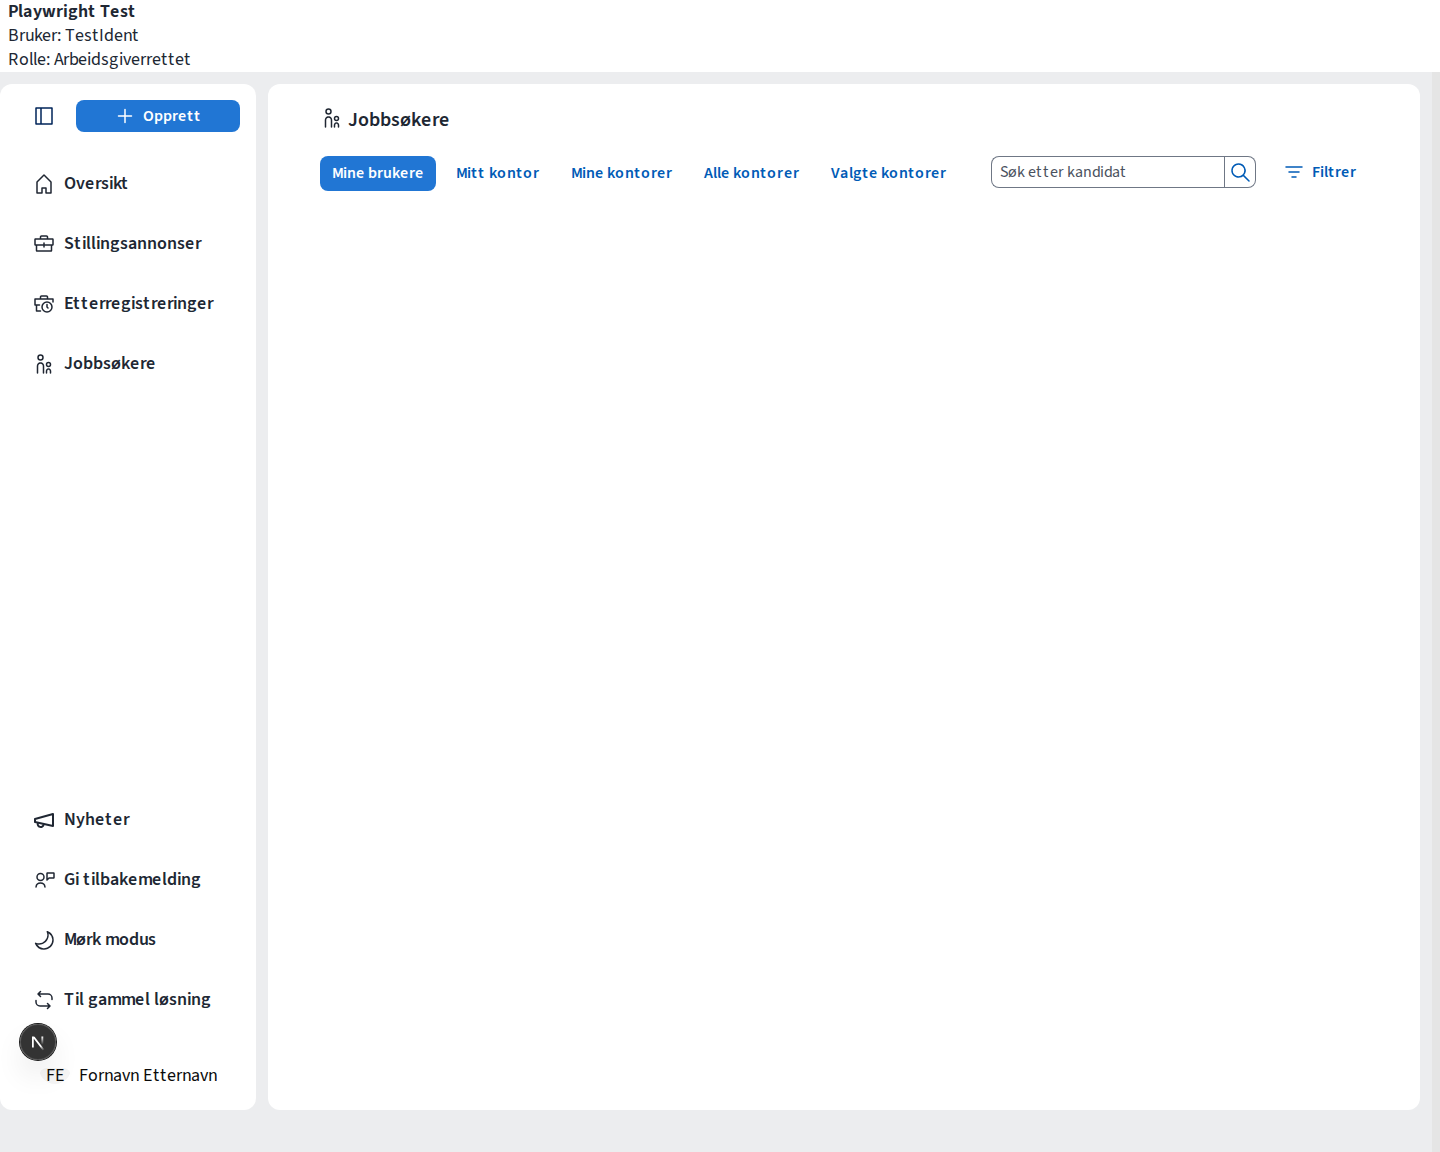 Playwright Test
Bruker: TestIdent
Rolle: Arbeidsgiverrettet
Opprett
Oversikt
Stillingsannonser
Etterregistreringer
Jobbsøkere
Nyheter
Gi tilbakemelding
Mørk modus
Til gammel løsning
N
FE Fornavn Etternavn
Jobbsøkere
Mine brukere Mitt kontor Mine kontorer Alle kontorer Valgte kontorer Søk etter kandidat Filtrer